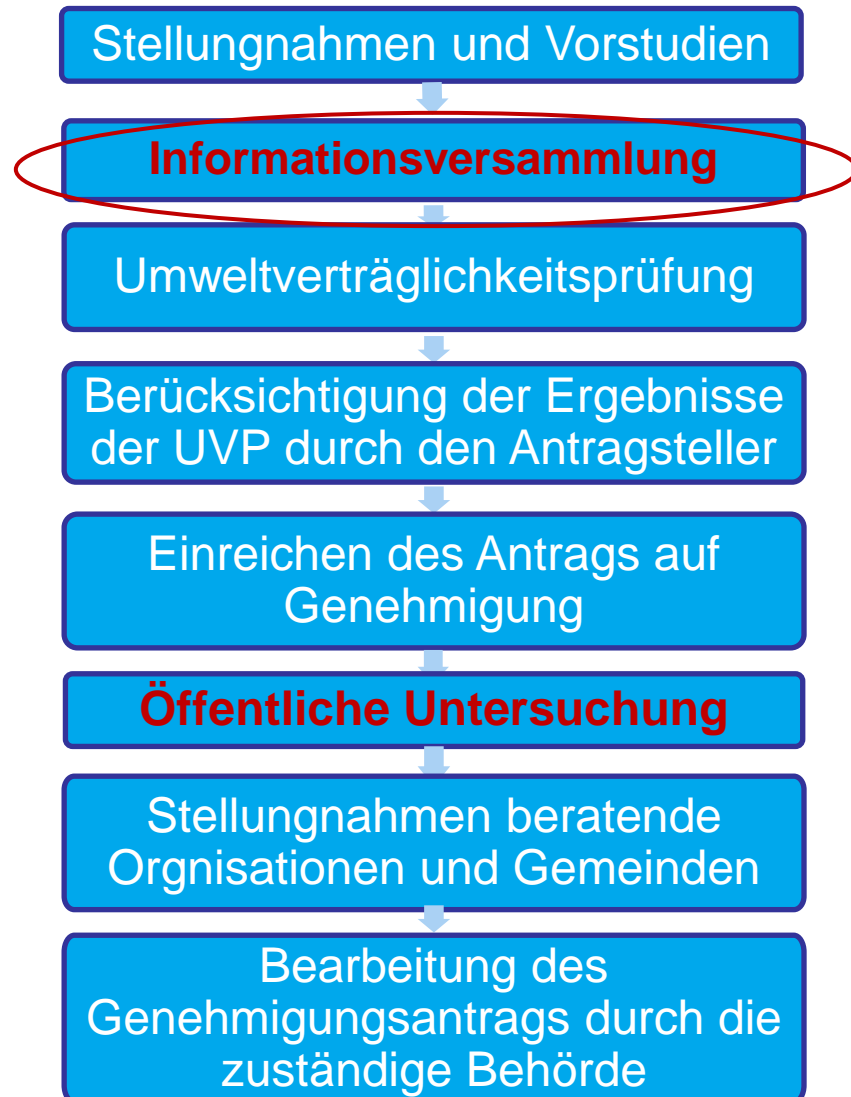 Stellungnahmen und Vorstudien
Informationsversammlung
Umweltverträglichkeitsprüfung
Berücksichtigung der Ergebnisse
der UVP durch den Antragsteller
Einreichen des Antrags auf
Genehmigung
Öffentliche Untersuchung
Stellungnahmen beratende
Orgnisationen und Gemeinden
Bearbeitung des
Genehmigungsantrags durch die
zuständige Behörde